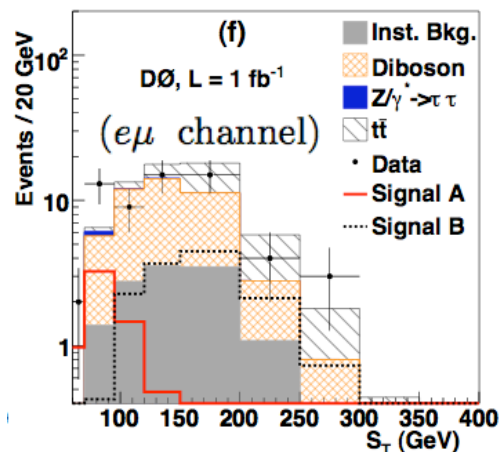 (f)
DØ, L = 1 fb⁻¹
(eμ channel)
Inst. Bkg.
Diboson
Z/γ*->ττ
tt̄
Data
Signal A
Signal B
Events / 20 GeV
10²
10
1
100 150 200 250 300 350 400
S_T (GeV)